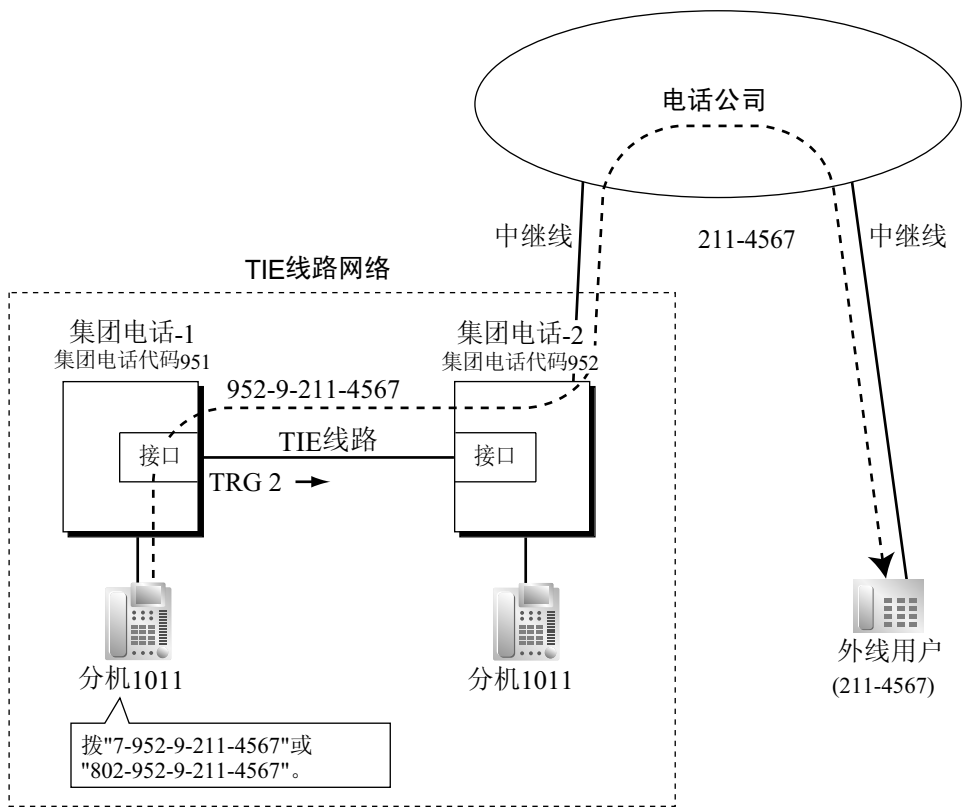 电话公司
中继线
211-4567
中继线
TIE线路网络
集团电话-1
集团电话代码951
集团电话-2
集团电话代码952
952-9-211-4567
接口
TIE线路
接口
TRG 2
分机1011
分机1011
外线用户
(211-4567)
拨"7-952-9-211-4567"或
"802-952-9-211-4567"。